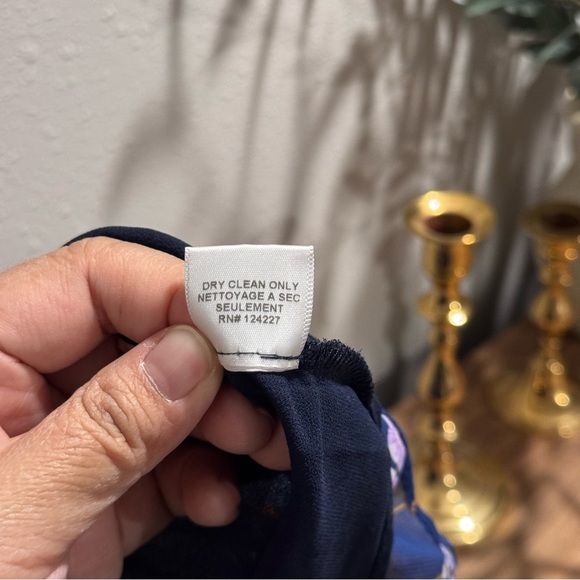 DRY CLEAN ONLY
NETTOYAGE A SEC
SEULEMENT
RN# 124227